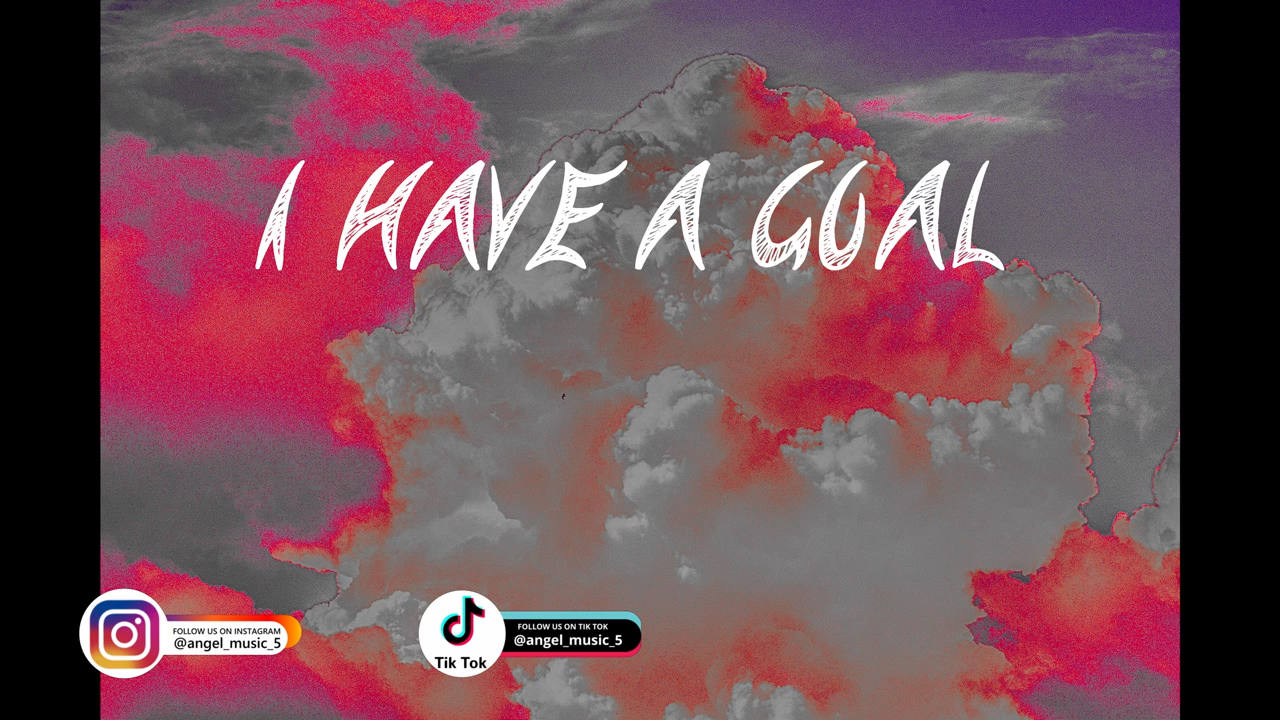 I HAVE A GOAL
FOLLOW US ON INSTAGRAM
@angel_music_5
FOLLOW US ON TIK TOK
@angel_music_5
Tik Tok